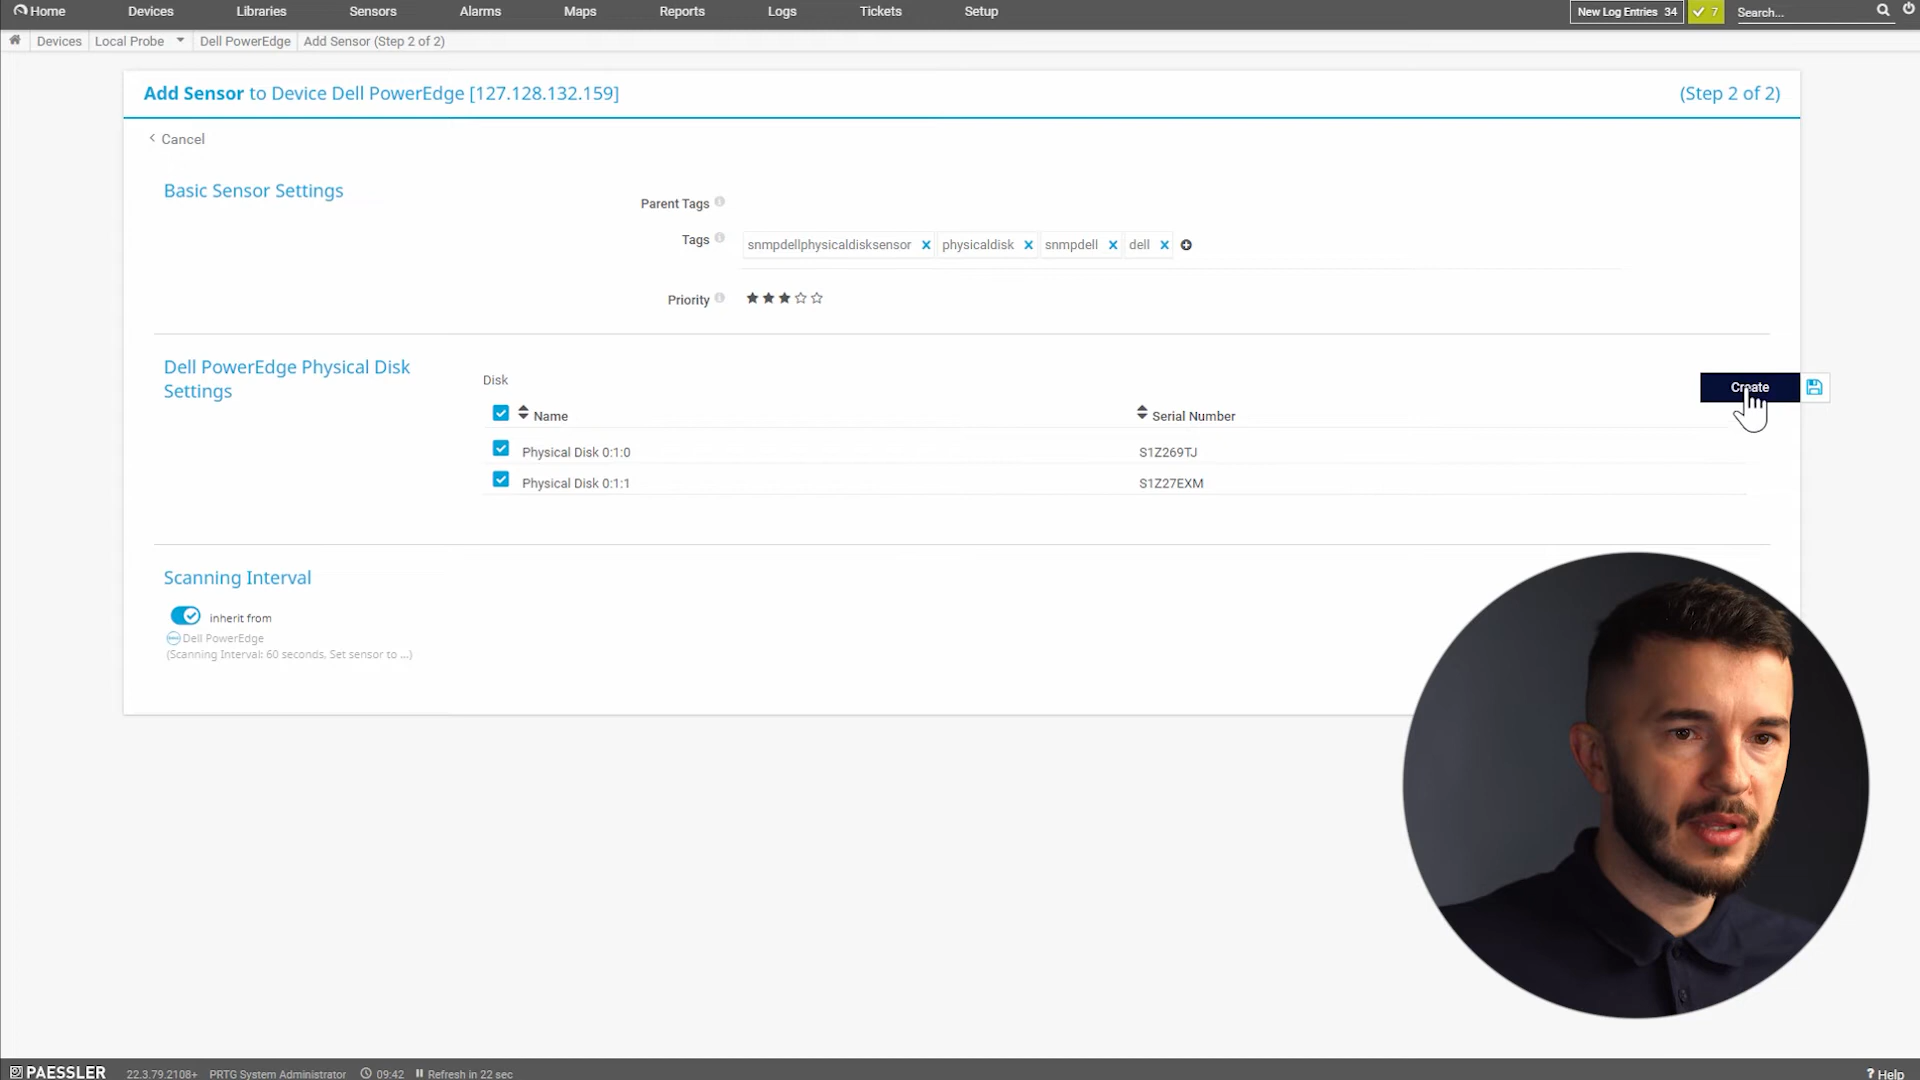 Home Devices Libraries Sensors Alarms Maps Reports Logs Tickets Setup New Log Entries 34 7 Search...
Devices Local Probe Dell PowerEdge Add Sensor (Step 2 of 2)
Add Sensor to Device Dell PowerEdge [127.128.132.159] (Step 2 of 2)
< Cancel
Basic Sensor Settings
Parent Tags
Tags snmpdellphysicaldisksensor physicaldisk snmpdell dell
Priority
Dell PowerEdge Physical Disk Settings
Disk
Create
Name Serial Number
Physical Disk 0:1:0 S1Z269TJ
Physical Disk 0:1:1 S1Z27EXM
Scanning Interval
inherit from
Dell PowerEdge
(Scanning Interval: 60 seconds, Set sensor to ...)
PAESSLER 22.3.79.2108+ PRTG System Administrator 09:42 Refresh in 22 sec ? Help